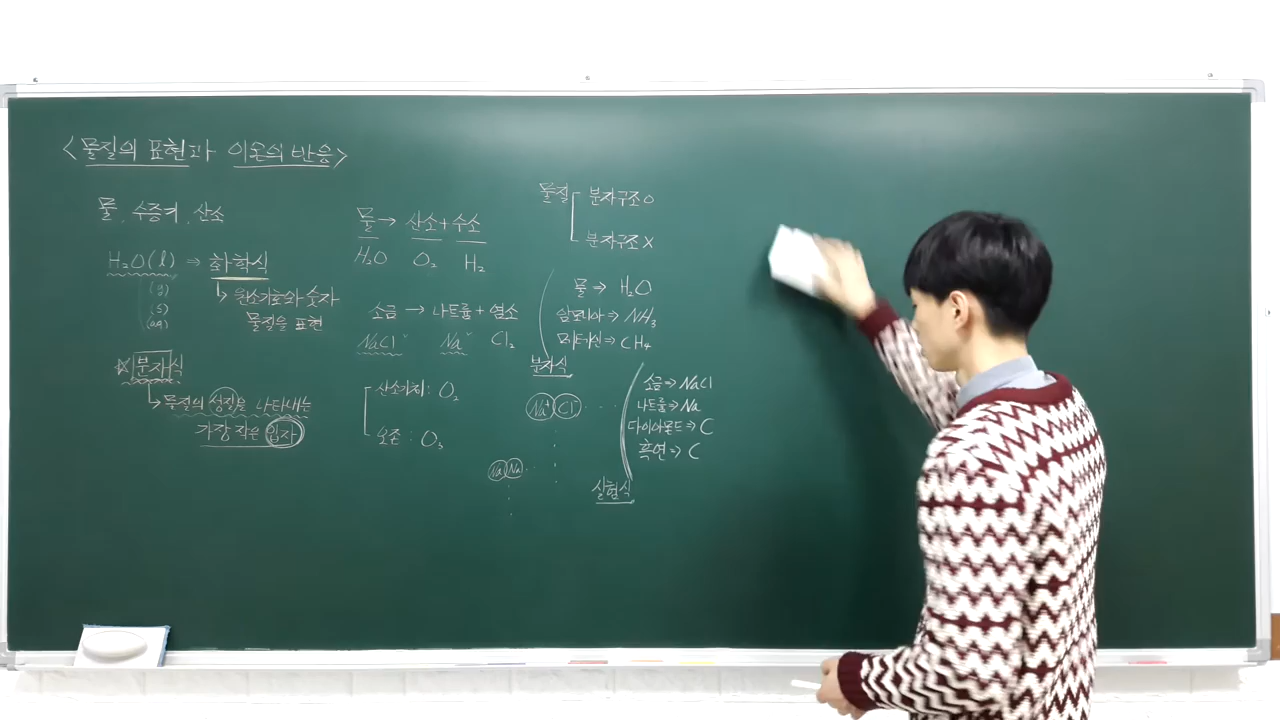 <물질의 표현과 이온의 반응>
물, 수증기, 산소
H₂O(l) ⇒ 화학식
(g)
(s)
(aq)
↳ 원소기호와 숫자
물질을 표현
☆분자식
↳ 물질의 성질을 나타내는
가장 작은 입자
물 → 산소+수소
H₂O O₂ H₂
소금 → 나트륨+염소
NaCl Na Cl₂
산소기체: O₂
오존: O₃
물질 분자구조 O
분자구조 X
물 ⇒ H₂O
암모니아 ⇒ NH₃
메테인 ⇒ CH₄
분자식
Na⁺ Cl⁻ ...
Na Na ...
소금 ⇒ NaCl
나트륨 ⇒ Na
다이아몬드 ⇒ C
흑연 ⇒ C
실험식